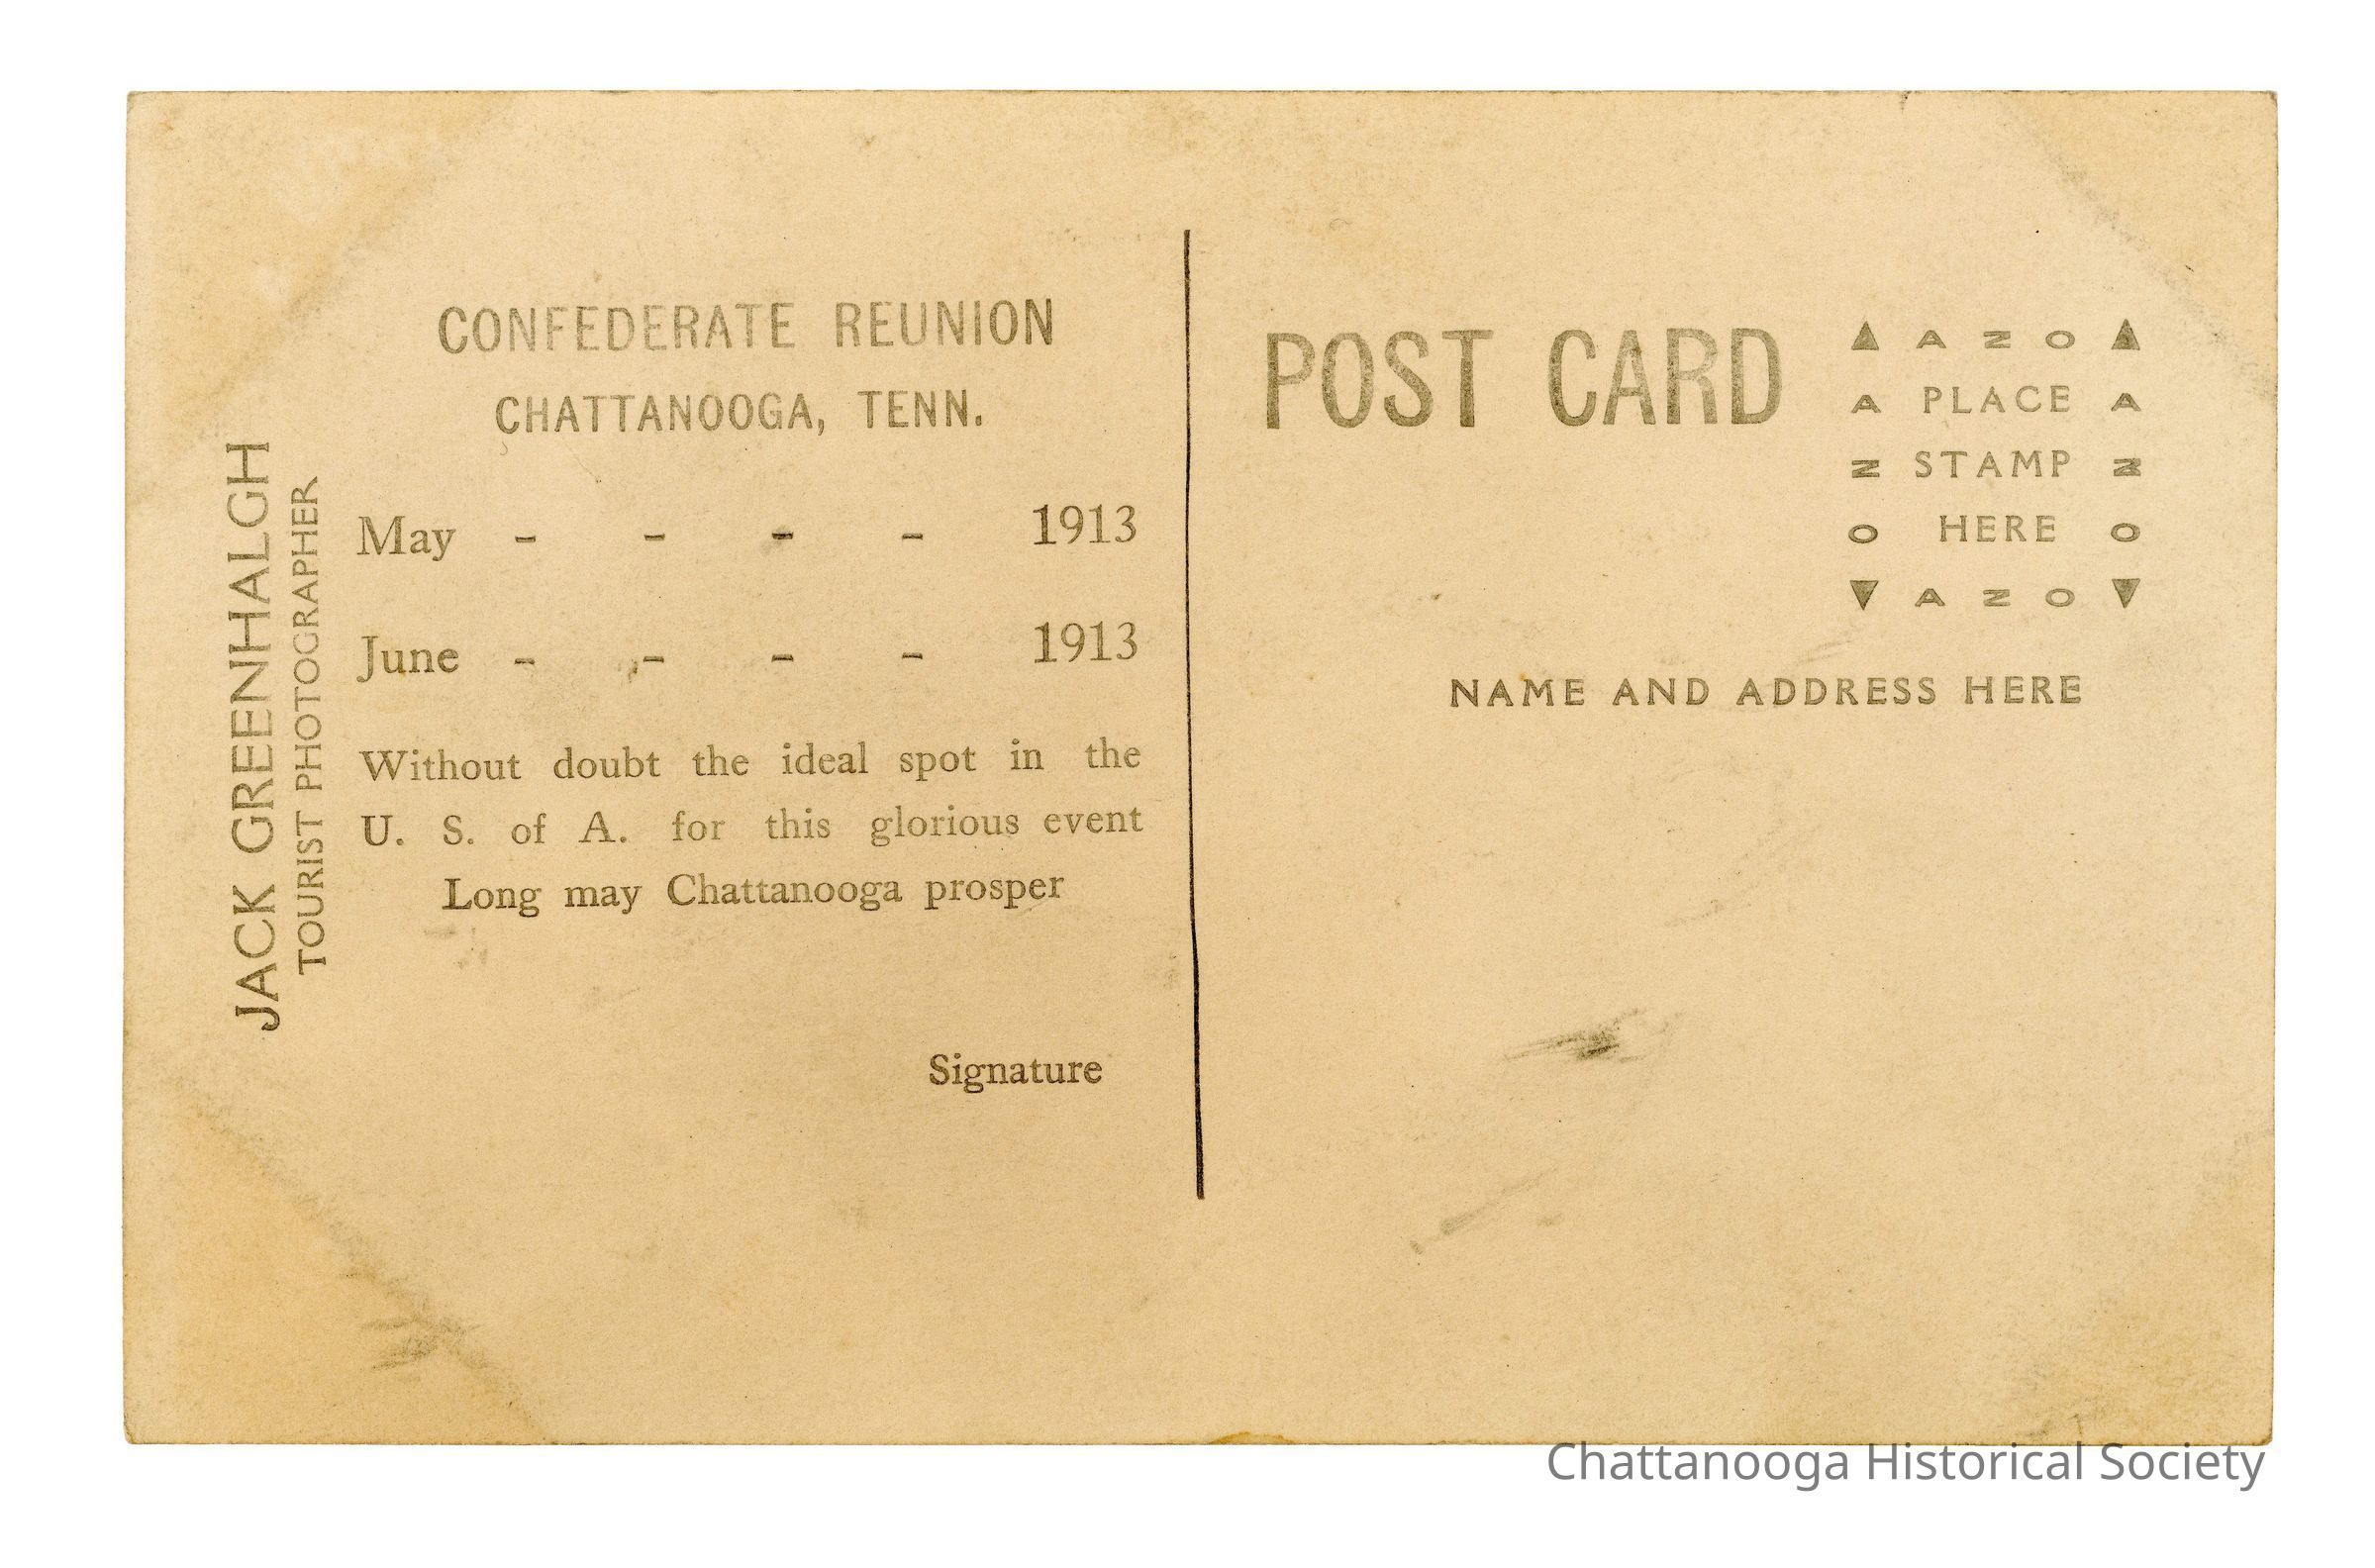 JACK GREENHALGH
TOURIST PHOTOGRAPHER
CONFEDERATE REUNION
CHATTANOOGA, TENN.
May - - - - 1913
June - - - - 1913
Without doubt the ideal spot in the
U. S. of A. for this glorious event
Long may Chattanooga prosper
Signature
POST CARD
▲ A Z O ▲
A PLACE A
Z STAMP Z
O HERE O
▼ A Z O ▼
NAME AND ADDRESS HERE
Chattanooga Historical Society